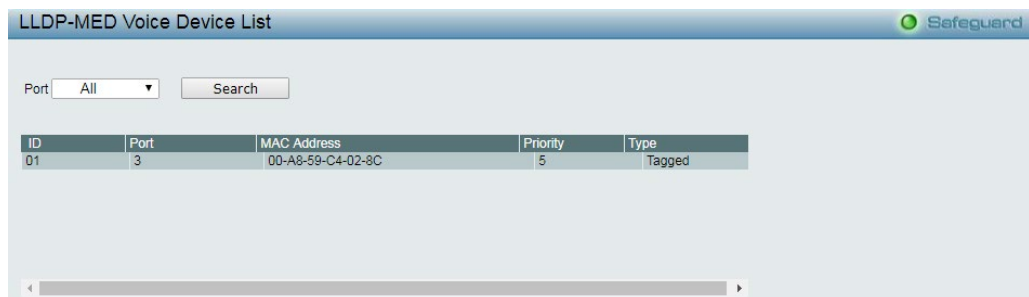 LLDP-MED Voice Device List
Safeguard
Port All Search
ID Port MAC Address Priority Type
01 3 00-A8-59-C4-02-8C 5 Tagged